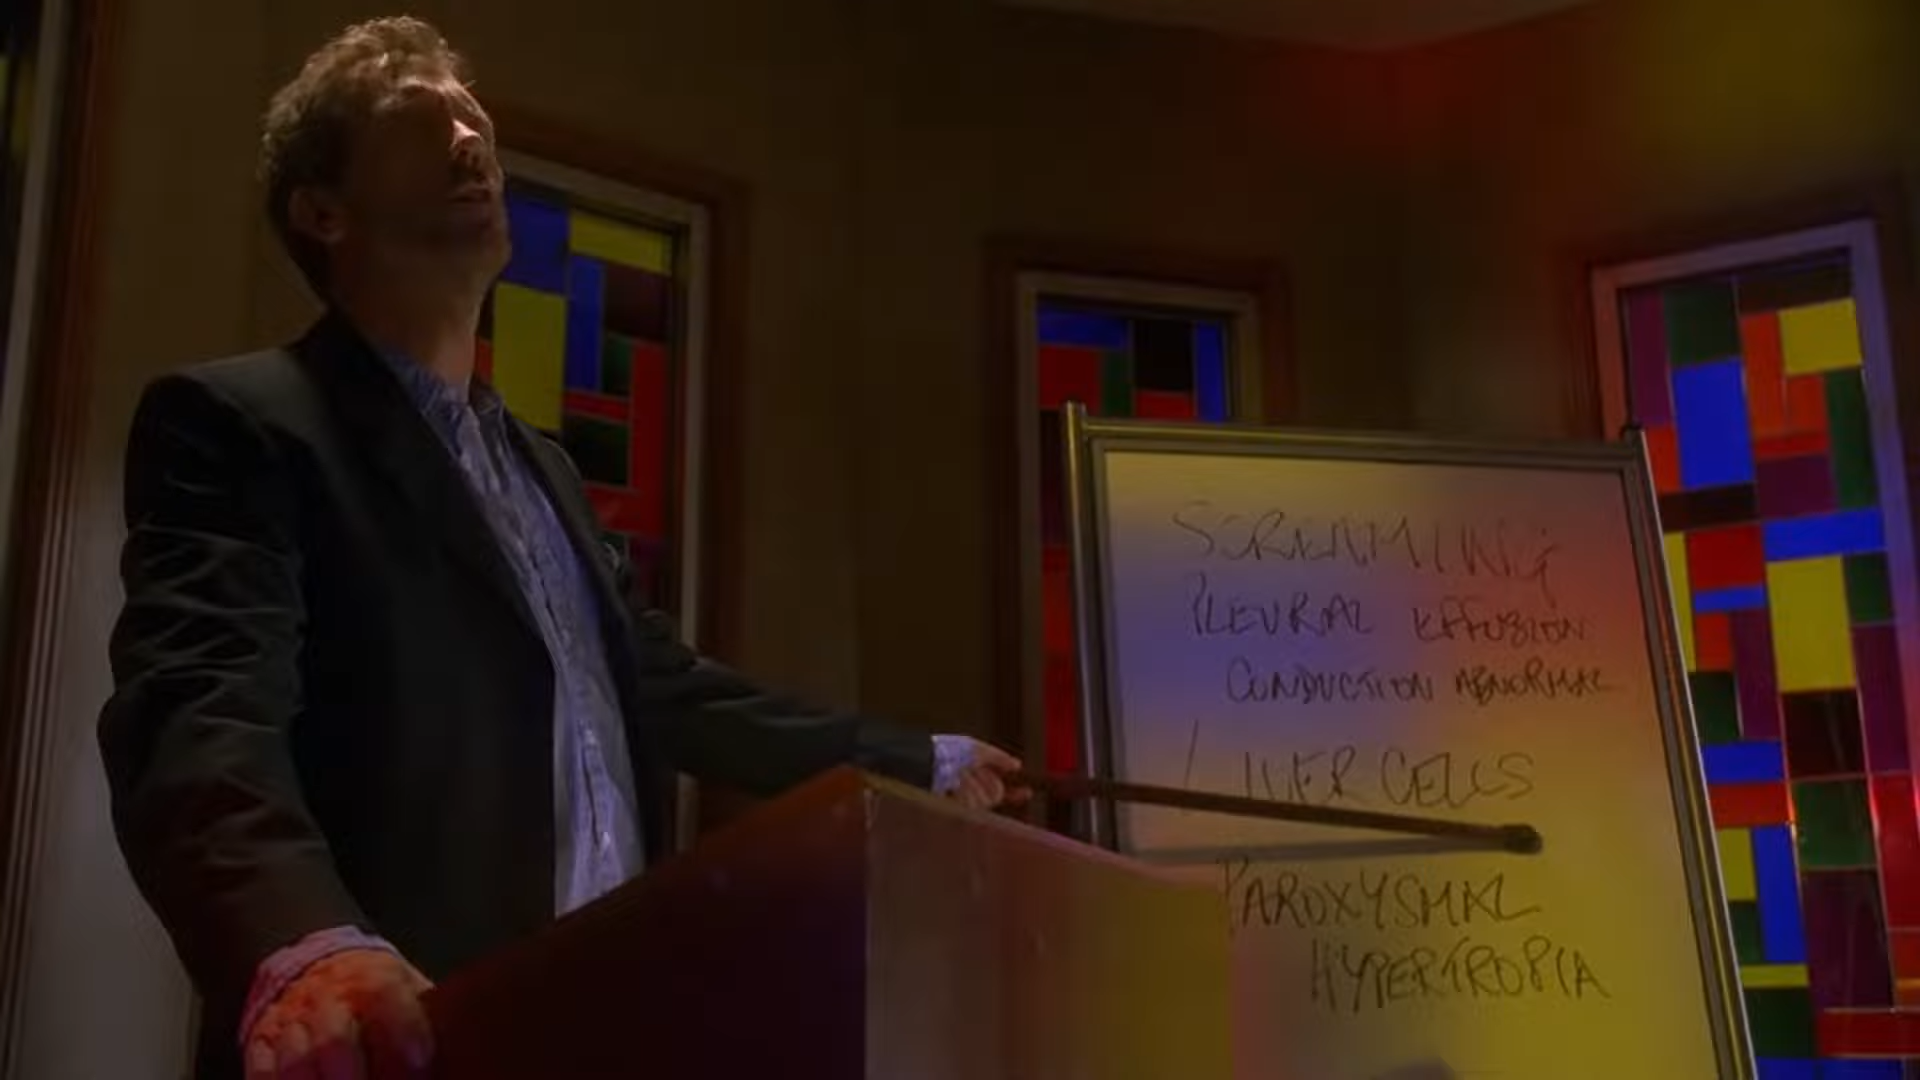 SCREAMING
PLEURAL EFFUSION
CONDUCTION ABNORMAL
LIVER CELLS
PAROXYSMAL
HYPERTROPIA